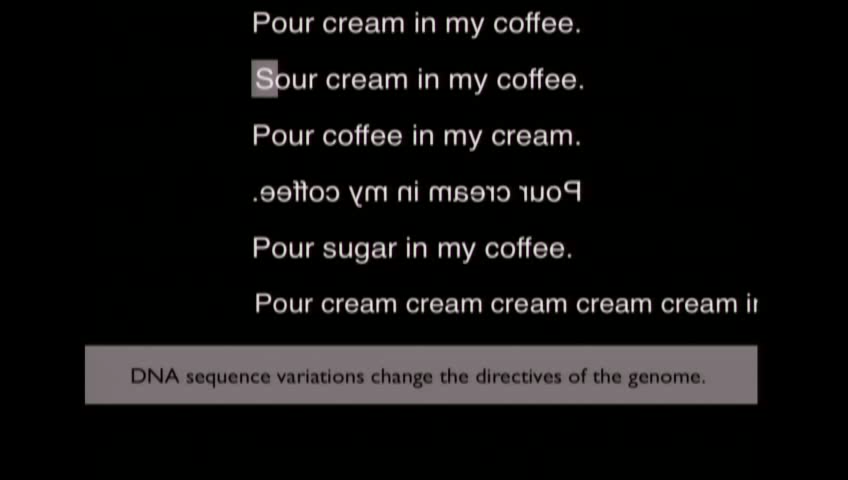 Pour cream in my coffee.
Sour cream in my coffee.
Pour coffee in my cream.
Pour cream in my coffee.
Pour sugar in my coffee.
Pour cream cream cream cream cream in
DNA sequence variations change the directives of the genome.